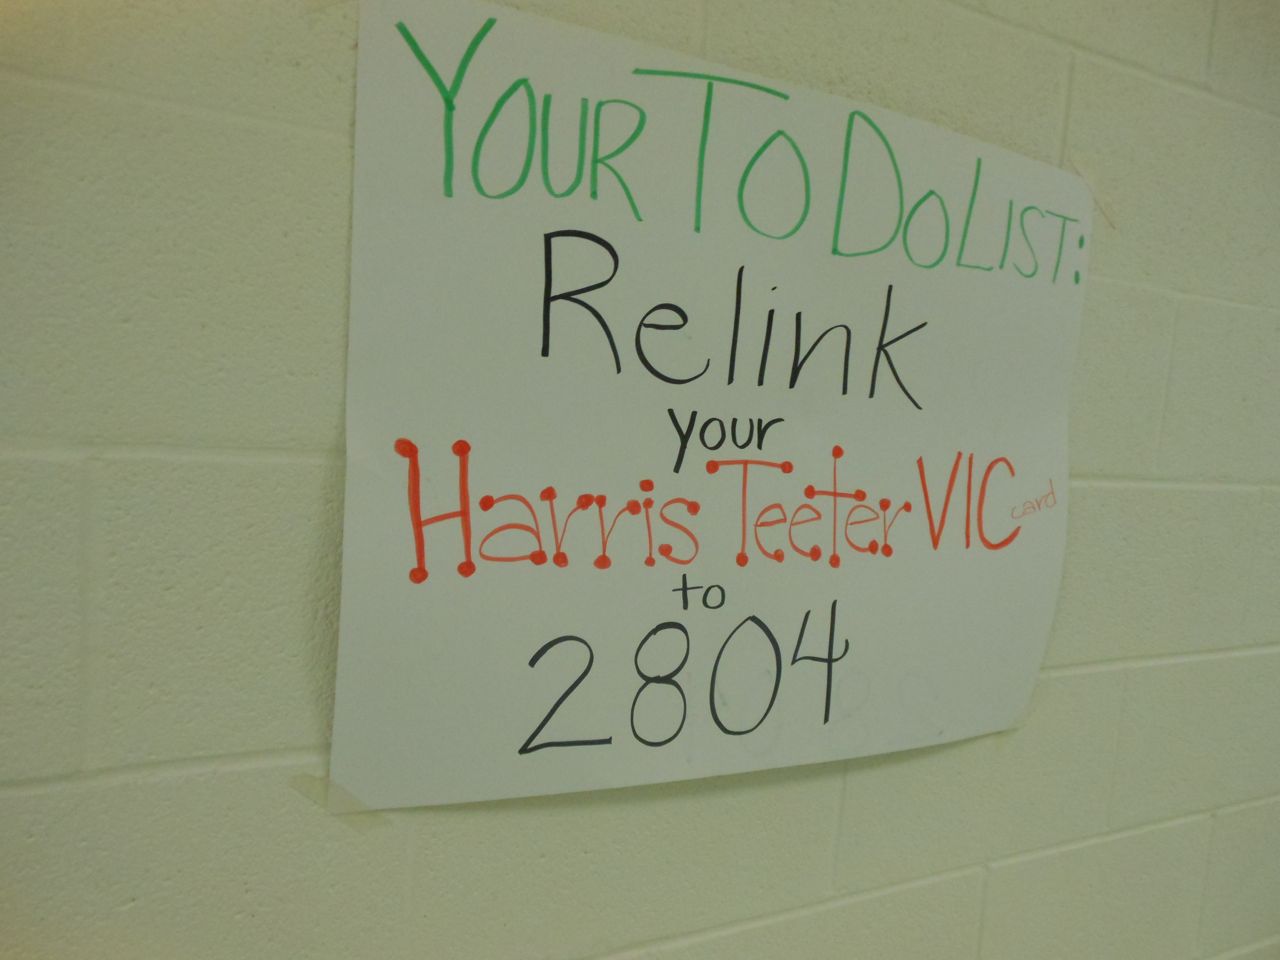 YOUR TO DO LIST:
Relink
your
Harris Teeter VIC card
to
2804